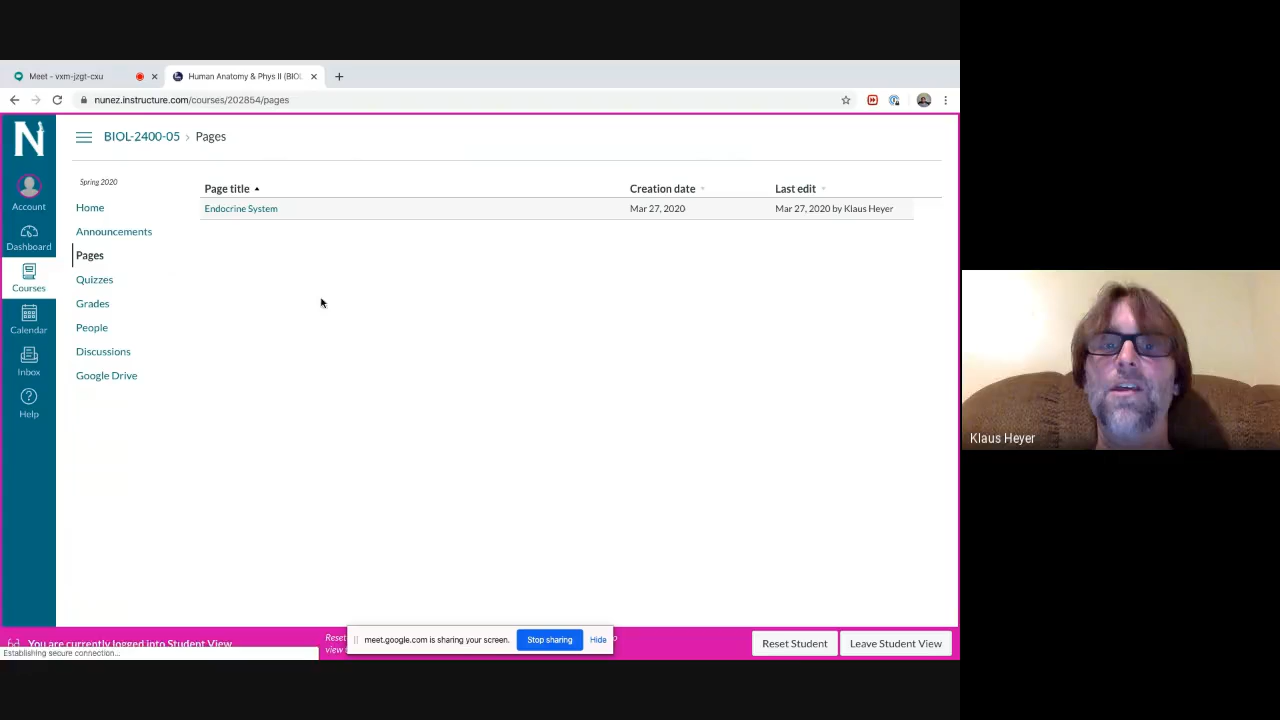 Meet - vxm-jzgt-cxu
Human Anatomy & Phys II (BIOL
nunez.instructure.com/courses/202854/pages
N
BIOL-2400-05 › Pages
Account
Dashboard
Courses
Calendar
Inbox
Help
Spring 2020
Home
Announcements
Pages
Quizzes
Grades
People
Discussions
Google Drive
Page title Creation date Last edit
Endocrine System Mar 27, 2020 Mar 27, 2020 by Klaus Heyer
Klaus Heyer
You are currently logged into Student View
Reset
view
meet.google.com is sharing your screen. Stop sharing Hide
Reset Student Leave Student View
Establishing secure connection...